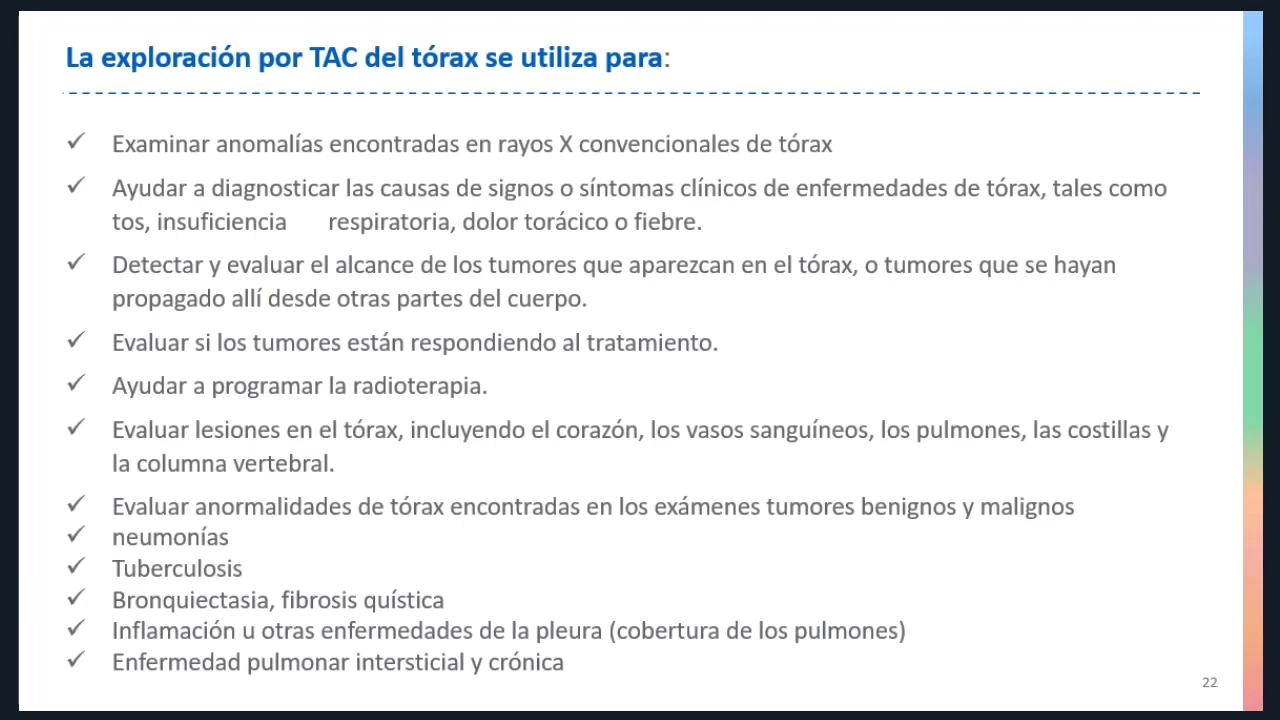 La exploración por TAC del tórax se utiliza para:
✓ Examinar anomalías encontradas en rayos X convencionales de tórax
✓ Ayudar a diagnosticar las causas de signos o síntomas clínicos de enfermedades de tórax, tales como
tos, insuficiencia respiratoria, dolor torácico o fiebre.
✓ Detectar y evaluar el alcance de los tumores que aparezcan en el tórax, o tumores que se hayan
propagado allí desde otras partes del cuerpo.
✓ Evaluar si los tumores están respondiendo al tratamiento.
✓ Ayudar a programar la radioterapia.
✓ Evaluar lesiones en el tórax, incluyendo el corazón, los vasos sanguíneos, los pulmones, las costillas y
la columna vertebral.
✓ Evaluar anormalidades de tórax encontradas en los exámenes tumores benignos y malignos
✓ neumonías
✓ Tuberculosis
✓ Bronquiectasia, fibrosis quística
✓ Inflamación u otras enfermedades de la pleura (cobertura de los pulmones)
✓ Enfermedad pulmonar intersticial y crónica
22